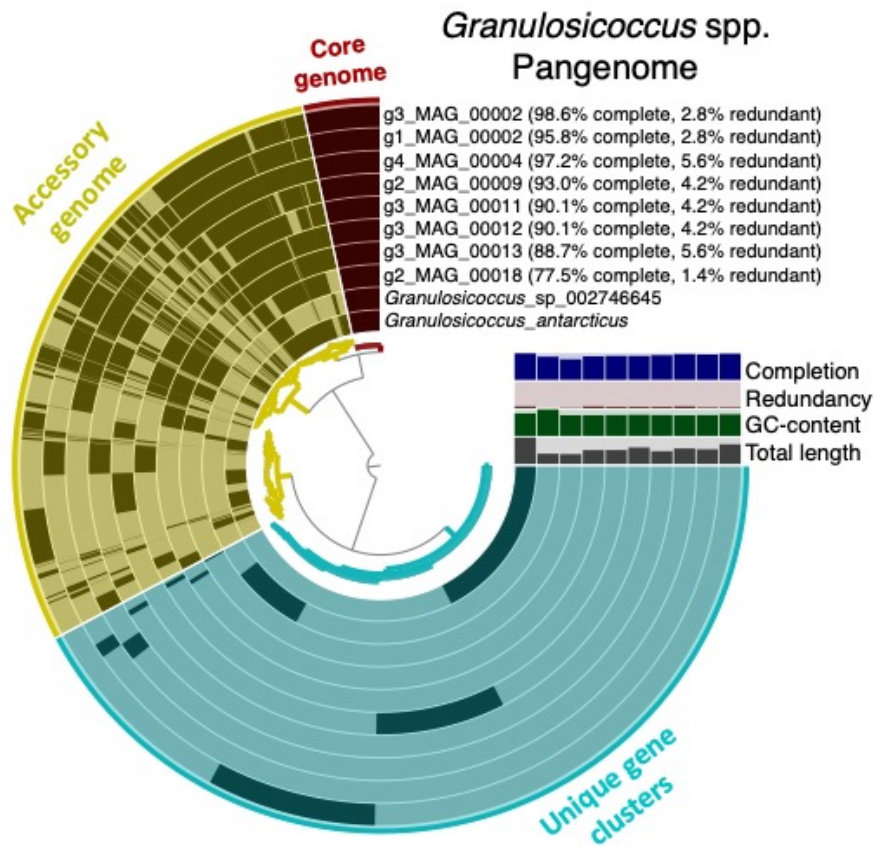 Granulosicoccus spp.
Pangenome
Core
genome
Accessory
genome
g3_MAG_00002 (98.6% complete, 2.8% redundant)
g1_MAG_00002 (95.8% complete, 2.8% redundant)
g4_MAG_00004 (97.2% complete, 5.6% redundant)
g2_MAG_00009 (93.0% complete, 4.2% redundant)
g3_MAG_00011 (90.1% complete, 4.2% redundant)
g3_MAG_00012 (90.1% complete, 4.2% redundant)
g3_MAG_00013 (88.7% complete, 5.6% redundant)
g2_MAG_00018 (77.5% complete, 1.4% redundant)
Granulosicoccus_sp_002746645
Granulosicoccus_antarcticus
Completion
Redundancy
GC-content
Total length
Unique gene
clusters